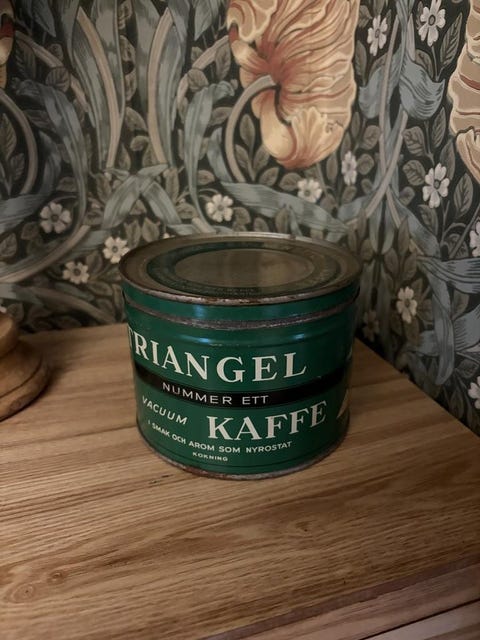 TRIANGEL
NUMMER ETT
VACUUM KAFFE
I SMAK OCH AROM SOM NYROSTAT
KOKNING